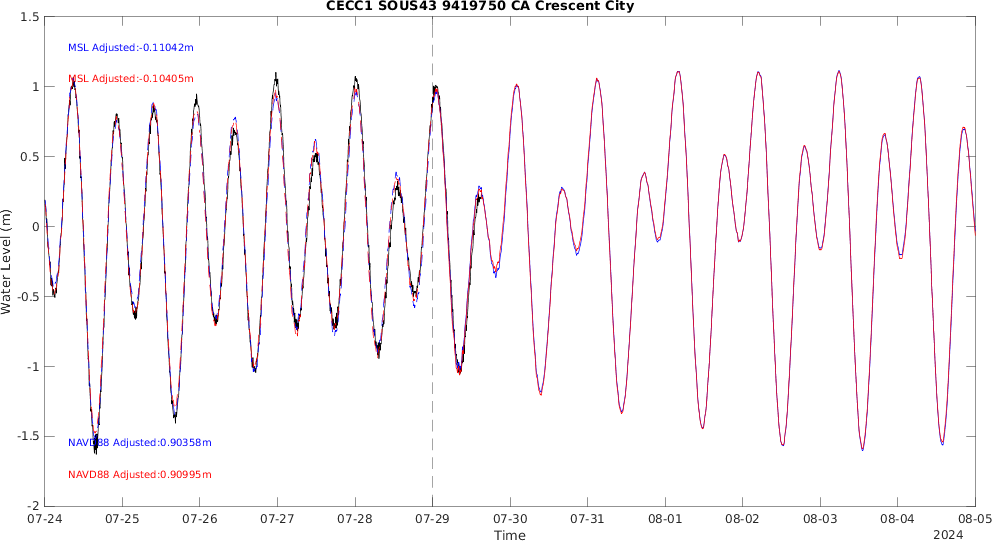 CECC1 SOUS43 9419750 CA Crescent City
MSL Adjusted:-0.11042m
MSL Adjusted:-0.10405m
NAVD88 Adjusted:0.90358m
NAVD88 Adjusted:0.90995m
Water Level (m)
1.5
1
0.5
0
-0.5
-1
-1.5
-2
07-24 07-25 07-26 07-27 07-28 07-29 07-30 07-31 08-01 08-02 08-03 08-04 08-05
Time
2024